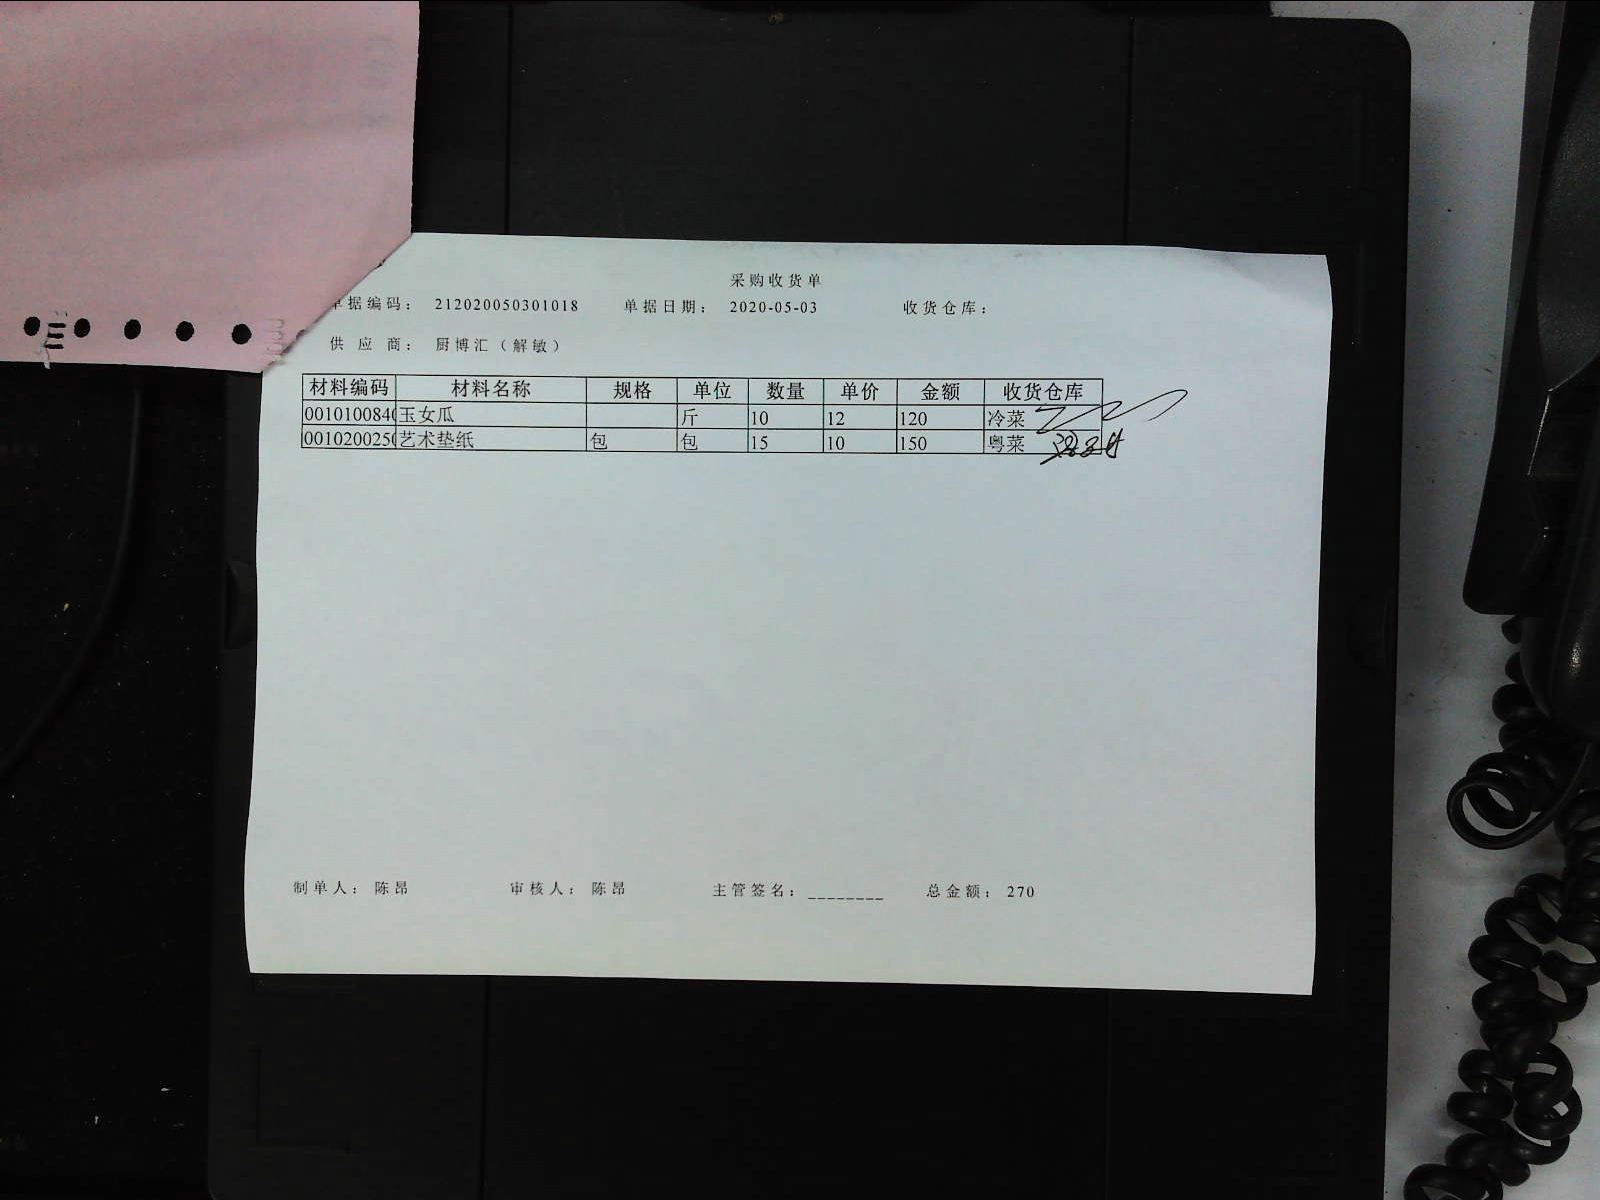 采购收货单
单据编码： 212020050301018 单据日期： 2020-05-03 收货仓库：
供 应 商： 厨博汇（解敏）
材料编码 材料名称 规格 单位 数量 单价 金额 收货仓库
0010100840 玉女瓜 斤 10 12 120 冷菜
0010200250 艺术垫纸 包 包 15 10 150 粤菜
制单人： 陈昂 审核人： 陈昂 主管签名：________ 总金额： 270